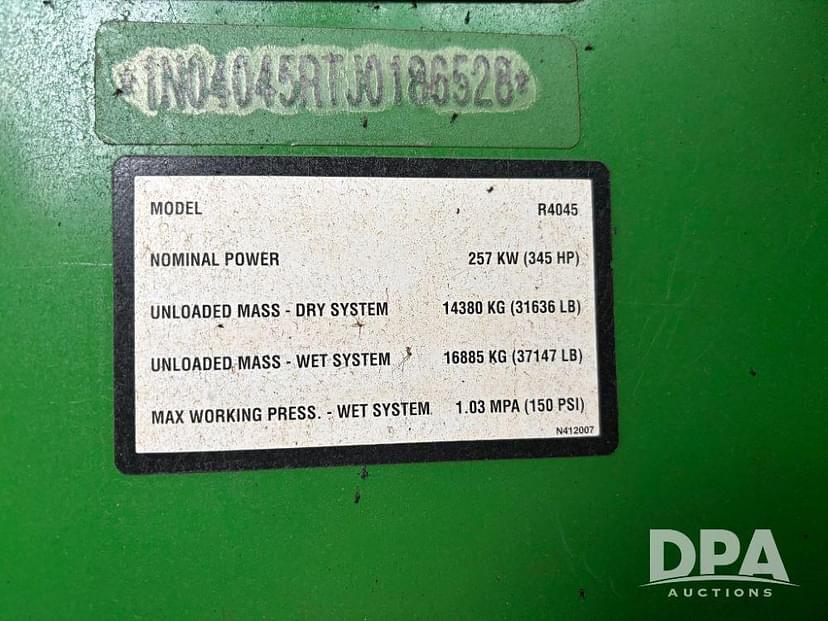 *1N04045RTJ0186528*
MODEL R4045
NOMINAL POWER 257 KW (345 HP)
UNLOADED MASS - DRY SYSTEM 14380 KG (31636 LB)
UNLOADED MASS - WET SYSTEM 16885 KG (37147 LB)
MAX WORKING PRESS. - WET SYSTEM 1.03 MPA (150 PSI)
N412007
DPA
AUCTIONS